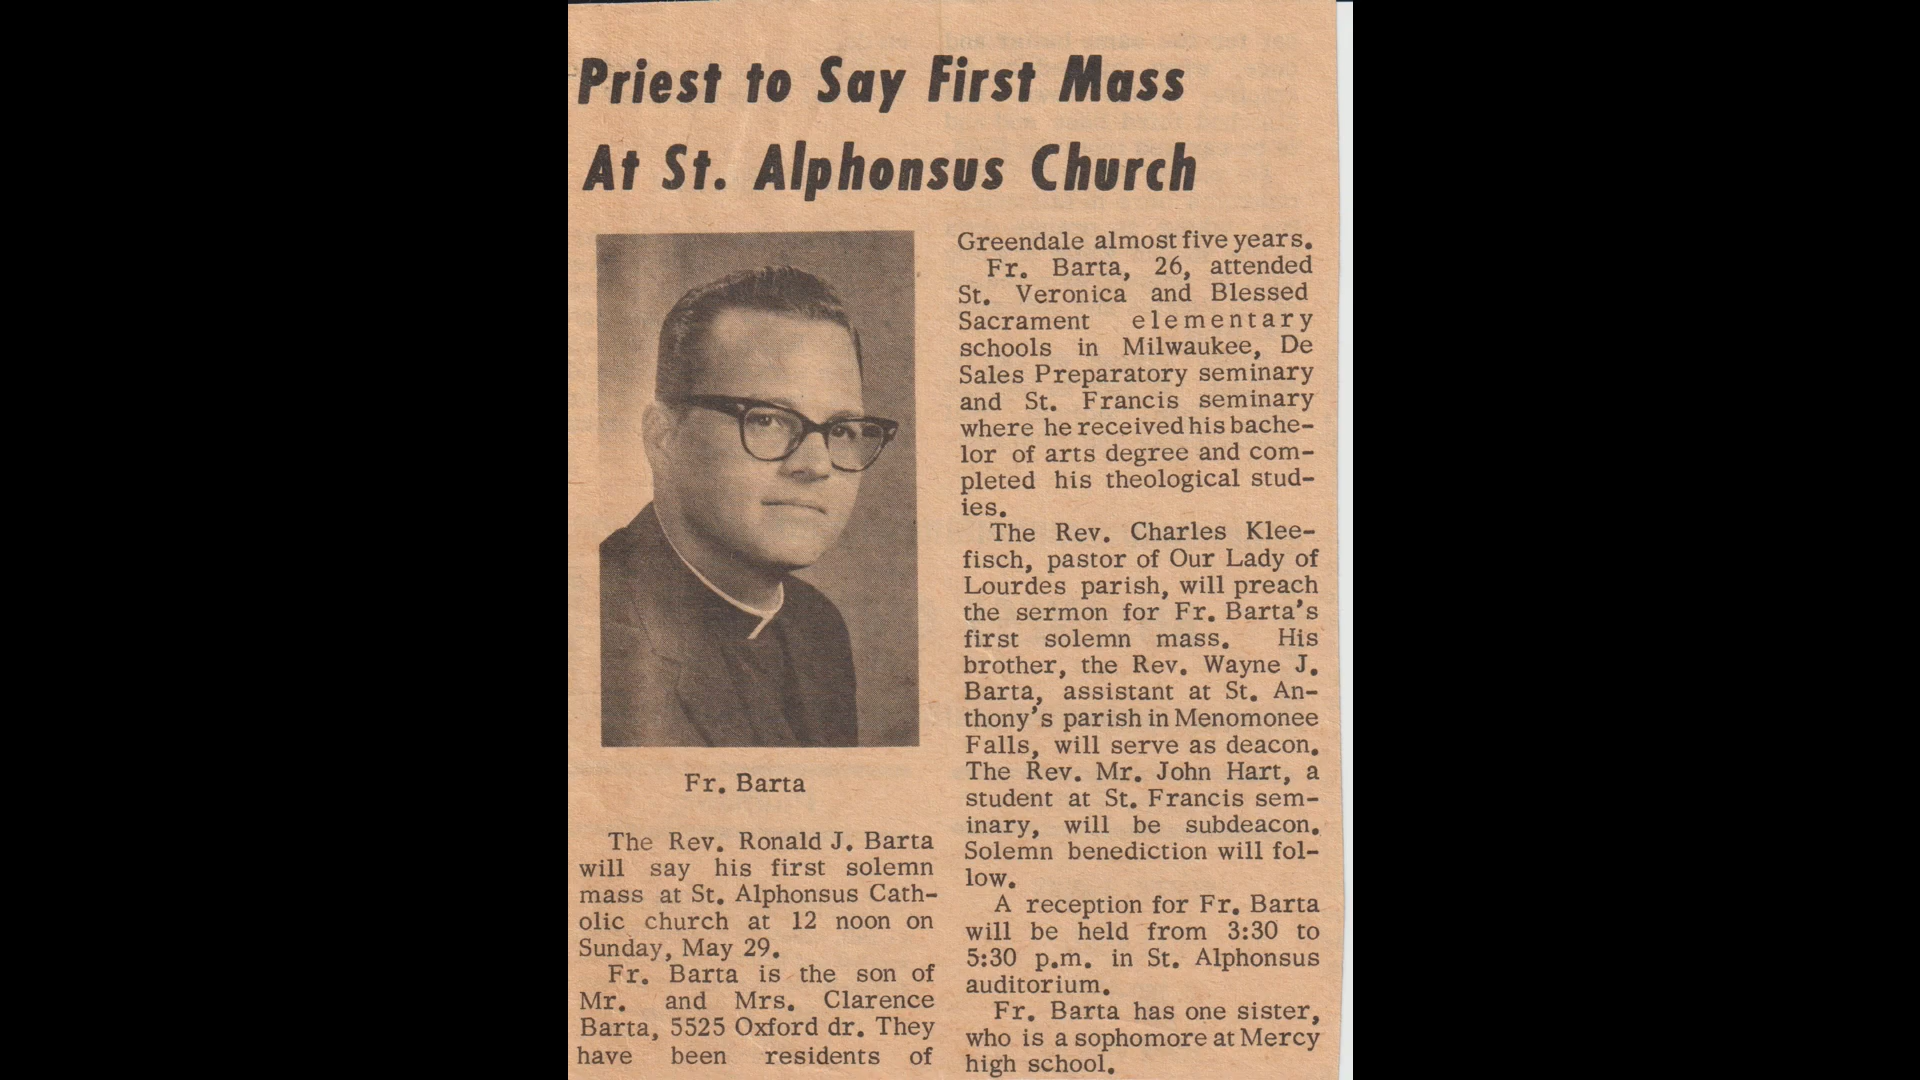 Priest to Say First Mass
At St. Alphonsus Church
Fr. Barta
The Rev. Ronald J. Barta
will say his first solemn
mass at St. Alphonsus Cath-
olic church at 12 noon on
Sunday, May 29.
Fr. Barta is the son of
Mr. and Mrs. Clarence
Barta, 5525 Oxford dr. They
have been residents of
Greendale almost five years.
Fr. Barta, 26, attended
St. Veronica and Blessed
Sacrament elementary
schools in Milwaukee, De
Sales Preparatory seminary
and St. Francis seminary
where he received his bache-
lor of arts degree and com-
pleted his theological stud-
ies.
The Rev. Charles Klee-
fisch, pastor of Our Lady of
Lourdes parish, will preach
the sermon for Fr. Barta's
first solemn mass. His
brother, the Rev. Wayne J.
Barta, assistant at St. An-
thony's parish in Menomonee
Falls, will serve as deacon.
The Rev. Mr. John Hart, a
student at St. Francis sem-
inary, will be subdeacon.
Solemn benediction will fol-
low.
A reception for Fr. Barta
will be held from 3:30 to
5:30 p.m. in St. Alphonsus
auditorium.
Fr. Barta has one sister,
who is a sophomore at Mercy
high school.